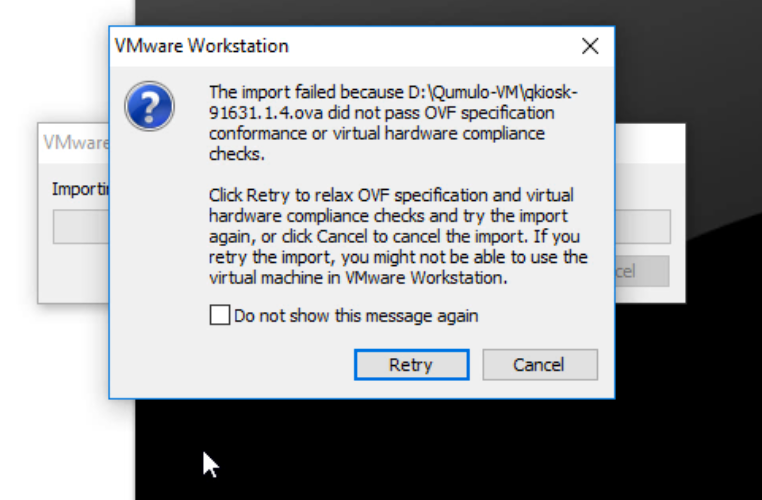 VMware Workstation
The import failed because D:\Qumulo-VM\qkiosk-
91631.1.4.ova did not pass OVF specification
conformance or virtual hardware compliance
checks.
Click Retry to relax OVF specification and virtual
hardware compliance checks and try the import
again, or click Cancel to cancel the import. If you
retry the import, you might not be able to use the
virtual machine in VMware Workstation.
Do not show this message again
Retry
Cancel
VMware
Importi
cel